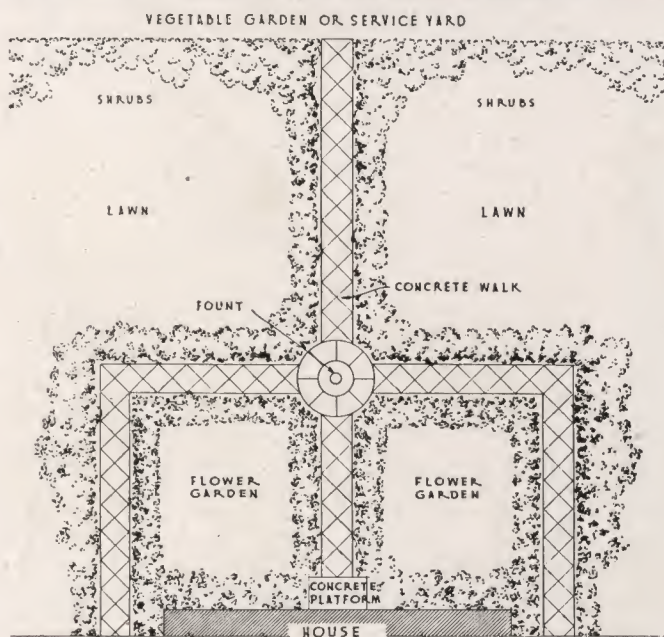 VEGETABLE GARDEN OR SERVICE YARD
SHRUBS
SHRUBS
LAWN
LAWN
CONCRETE WALK
FOUNT
FLOWER
GARDEN
FLOWER
GARDEN
CONCRETE
PLATFORM
HOUSE